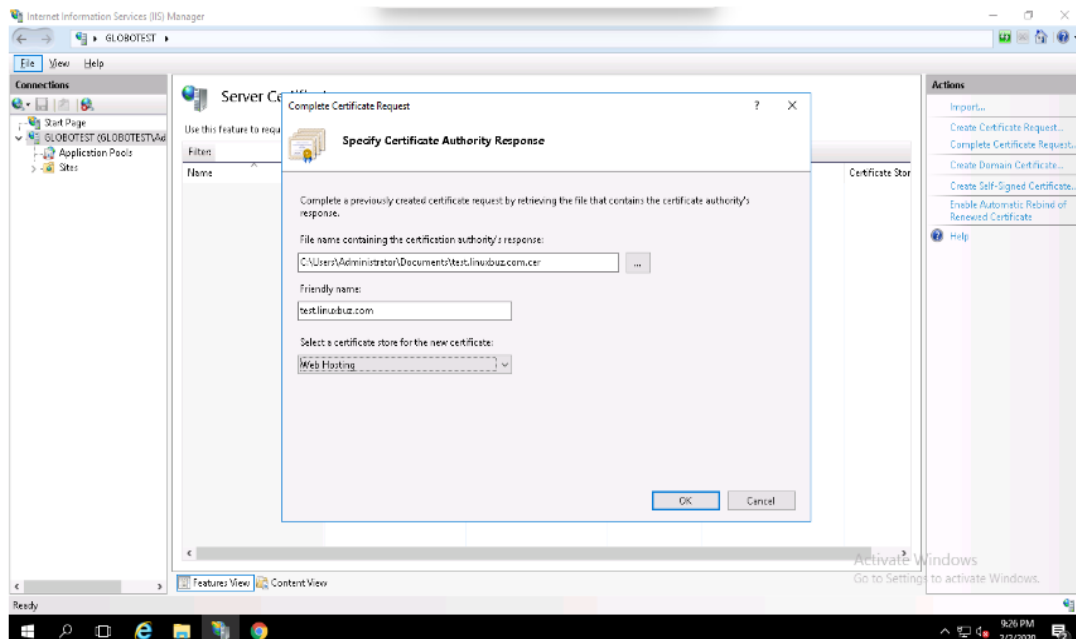 Internet Information Services (IIS) Manager
GLOBOTEST
File View Help
Connections
Start Page
GLOBOTEST (GLOBOTEST\Ad
Application Pools
Sites
Server
Use this feature to requ
Filter:
Name
Certificate Stor
Complete Certificate Request
?
Specify Certificate Authority Response
Complete a previously created certificate request by retrieving the file that contains the certificate authority's
response.
File name containing the certification authority's response:
C:\Users\Administrator\Documents\test.linuxbuz.com.cer
...
Friendly name:
test.linuxbuz.com
Select a certificate store for the new certificate:
Web Hosting
OK Cancel
Actions
Import...
Create Certificate Request...
Complete Certificate Request...
Create Domain Certificate...
Create Self-Signed Certificate...
Enable Automatic Rebind of
Renewed Certificate
Help
Features View Content View
Activate Windows
Go to Settings to activate Windows.
Ready
9:26 PM
2/2/2020